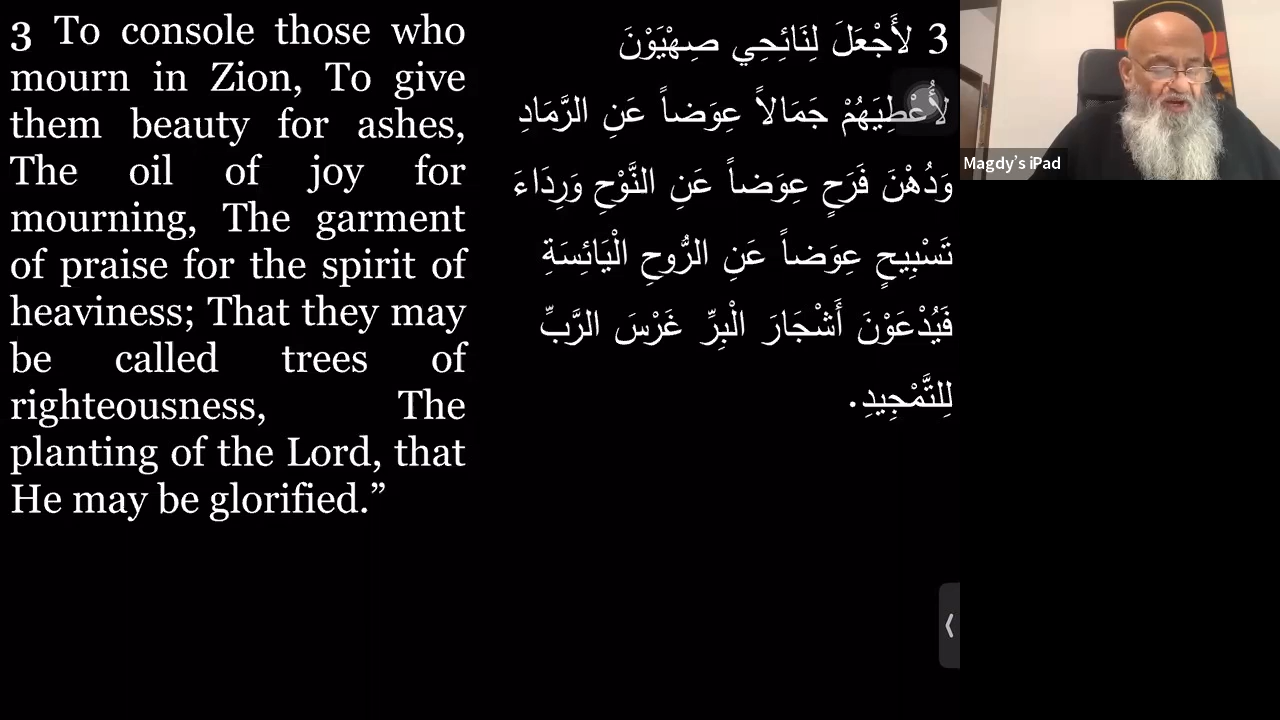 3 To console those who
mourn in Zion, To give
them beauty for ashes,
The oil of joy for
mourning, The garment
of praise for the spirit of
heaviness; That they may
be called trees of
righteousness, The
planting of the Lord, that
He may be glorified.”
3 لأَجْعَلَ لِنَائِحِي صِهْيَوْنَ
لأُعْطِيَهُمْ جَمَالاً عِوَضاً عَنِ الرَّمَادِ
وَدُهْنَ فَرَحٍ عِوَضاً عَنِ النَّوْحِ وَرِدَاءَ
تَسْبِيحٍ عِوَضاً عَنِ الرُّوحِ الْيَائِسَةِ
فَيُدْعَوْنَ أَشْجَارَ الْبِرِّ غَرْسَ الرَّبِّ
لِلتَّمْجِيدِ.
Magdy’s iPad